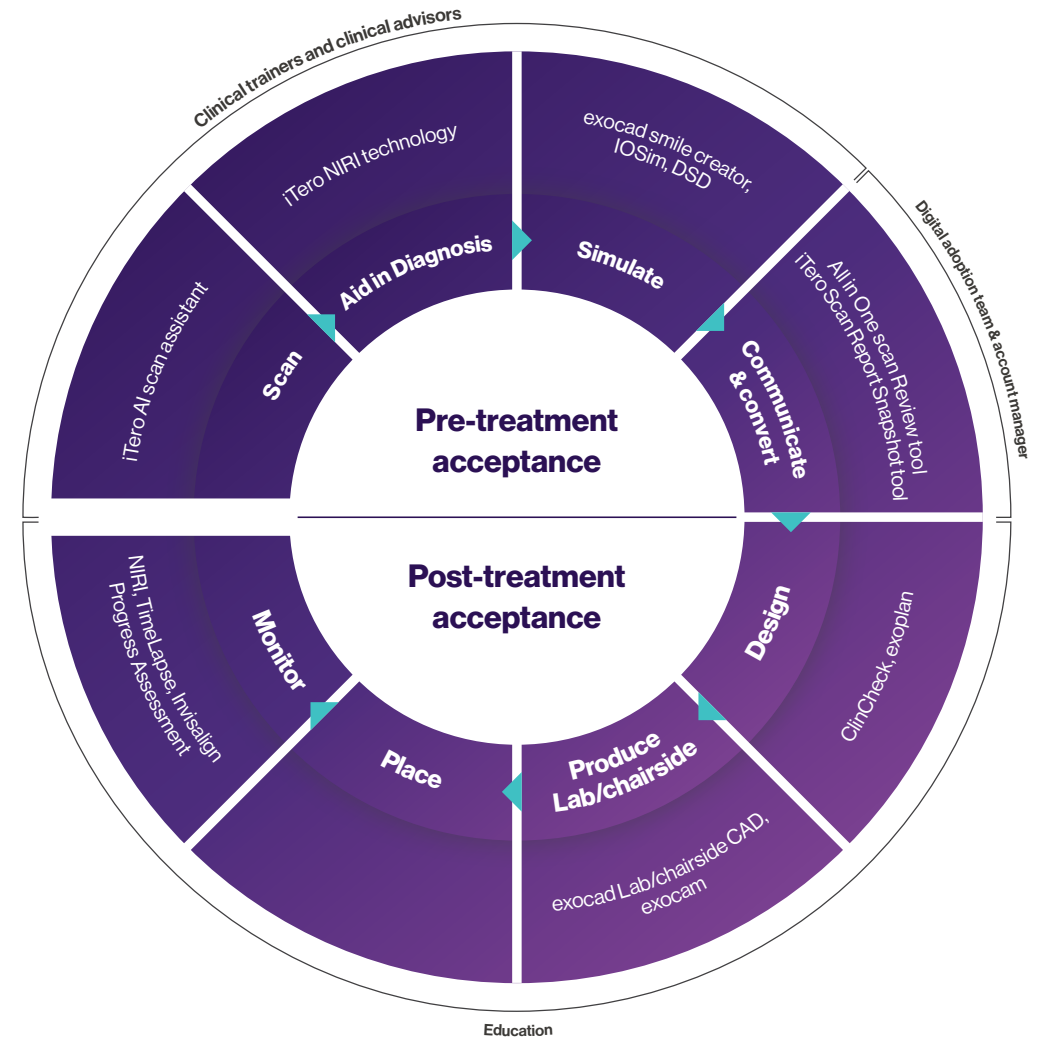 Clinical trainers and clinical advisors
iTero NIRI technology
exocad smile creator,
IOSim, DSD
Digital adoption team & account manager
All in One scan Review tool
iTero Scan Report Snapshot tool
iTero AI scan assistant
Scan
Aid in Diagnosis
Simulate
Communicate
& convert
Pre-treatment
acceptance
Post-treatment
acceptance
Design
ClinCheck, exoplan
Produce
Lab/chairside
exocad Lab/chairside CAD,
exocam
Place
Monitor
NIRI, TimeLapse, Invisalign
Progress Assessment
Education